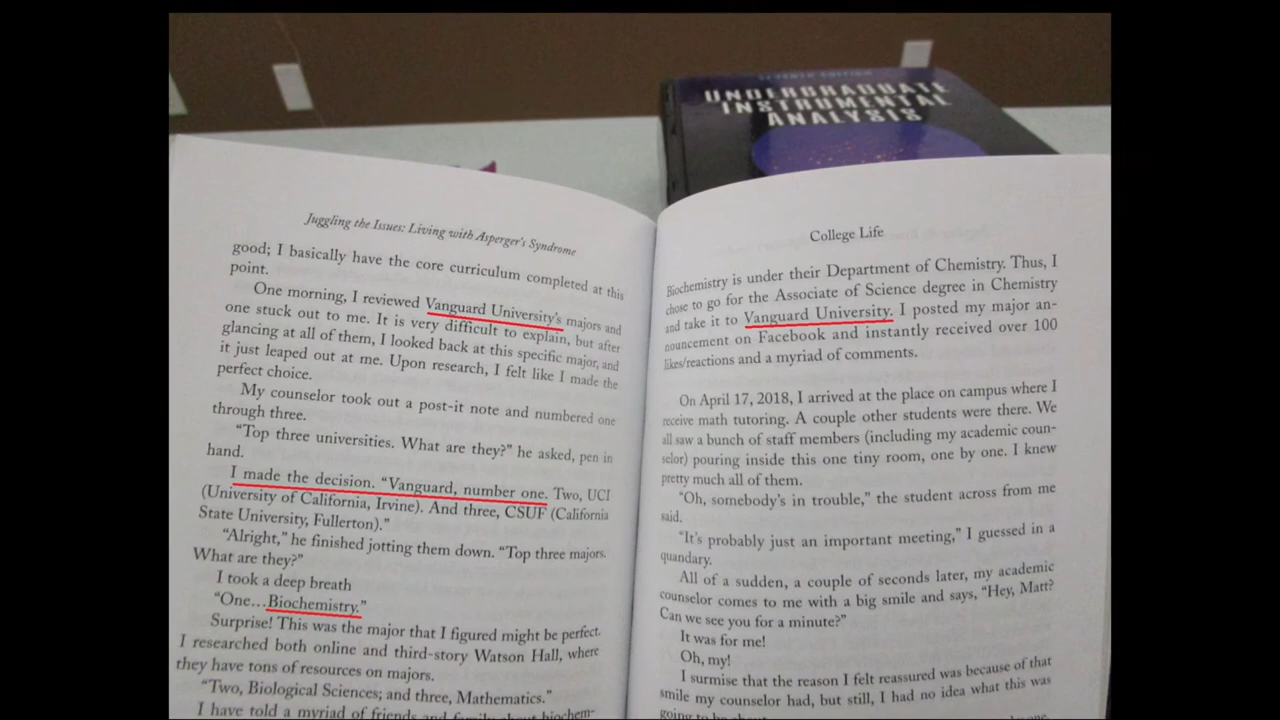 SEVENTH EDITION
UNDERGRADUATE
INSTRUMENTAL
ANALYSIS
Juggling the Issues: Living with Asperger's Syndrome
good; I basically have the core curriculum completed at this
point.
One morning, I reviewed Vanguard University's majors and
one stuck out to me. It is very difficult to explain, but after
glancing at all of them, I looked back at this specific major, and
it just leaped out at me. Upon research, I felt like I made the
perfect choice.
My counselor took out a post-it note and numbered one
through three.
“Top three universities. What are they?” he asked, pen in
hand.
I made the decision. “Vanguard, number one. Two, UCI
(University of California, Irvine). And three, CSUF (California
State University, Fullerton).”
“Alright,” he finished jotting them down. “Top three majors.
What are they?”
I took a deep breath
“One…Biochemistry.”
Surprise! This was the major that I figured might be perfect.
I researched both online and third-story Watson Hall, where
they have tons of resources on majors.
“Two, Biological Sciences; and three, Mathematics.”
I have told a myriad of friends and family about biochem-
College Life
Biochemistry is under their Department of Chemistry. Thus, I
chose to go for the Associate of Science degree in Chemistry
and take it to Vanguard University. I posted my major an-
nouncement on Facebook and instantly received over 100
likes/reactions and a myriad of comments.
On April 17, 2018, I arrived at the place on campus where I
receive math tutoring. A couple other students were there. We
all saw a bunch of staff members (including my academic coun-
selor) pouring inside this one tiny room, one by one. I knew
pretty much all of them.
“Oh, somebody's in trouble,” the student across from me
said.
“It's probably just an important meeting,” I guessed in a
quandary.
All of a sudden, a couple of seconds later, my academic
counselor comes to me with a big smile and says, “Hey, Matt?
Can we see you for a minute?”
It was for me!
Oh, my!
I surmise that the reason I felt reassured was because of that
smile my counselor had, but still, I had no idea what this was
going to be